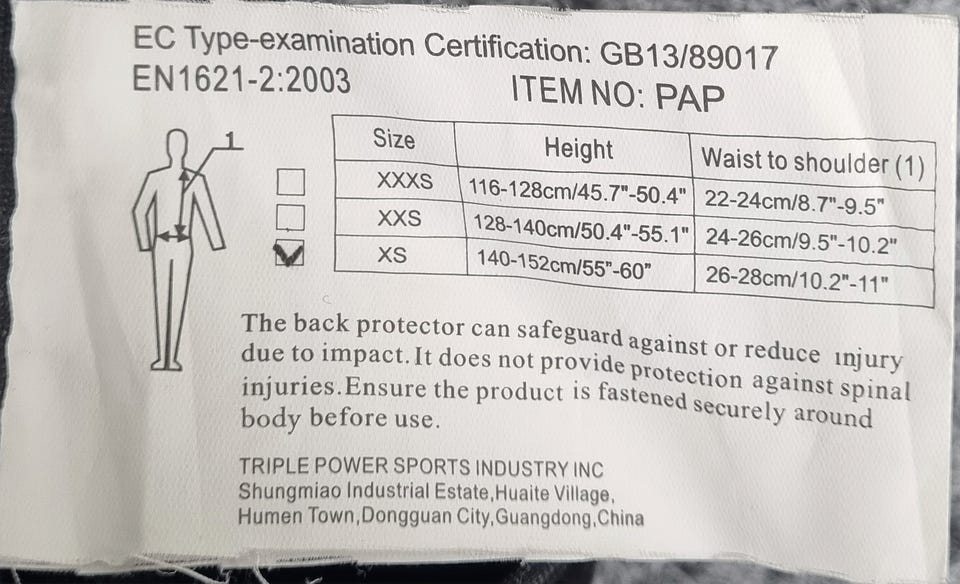 EC Type-examination Certification: GB13/89017
EN1621-2:2003 ITEM NO: PAP
1
Size Height Waist to shoulder (1)
XXXS 116-128cm/45.7"-50.4" 22-24cm/8.7"-9.5"
XXS 128-140cm/50.4"-55.1" 24-26cm/9.5"-10.2"
XS 140-152cm/55"-60" 26-28cm/10.2"-11"
The back protector can safeguard against or reduce injury
due to impact.It does not provide protection against spinal
injuries.Ensure the product is fastened securely around
body before use.
TRIPLE POWER SPORTS INDUSTRY INC
Shungmiao Industrial Estate,Huaite Village,
Humen Town,Dongguan City,Guangdong,China